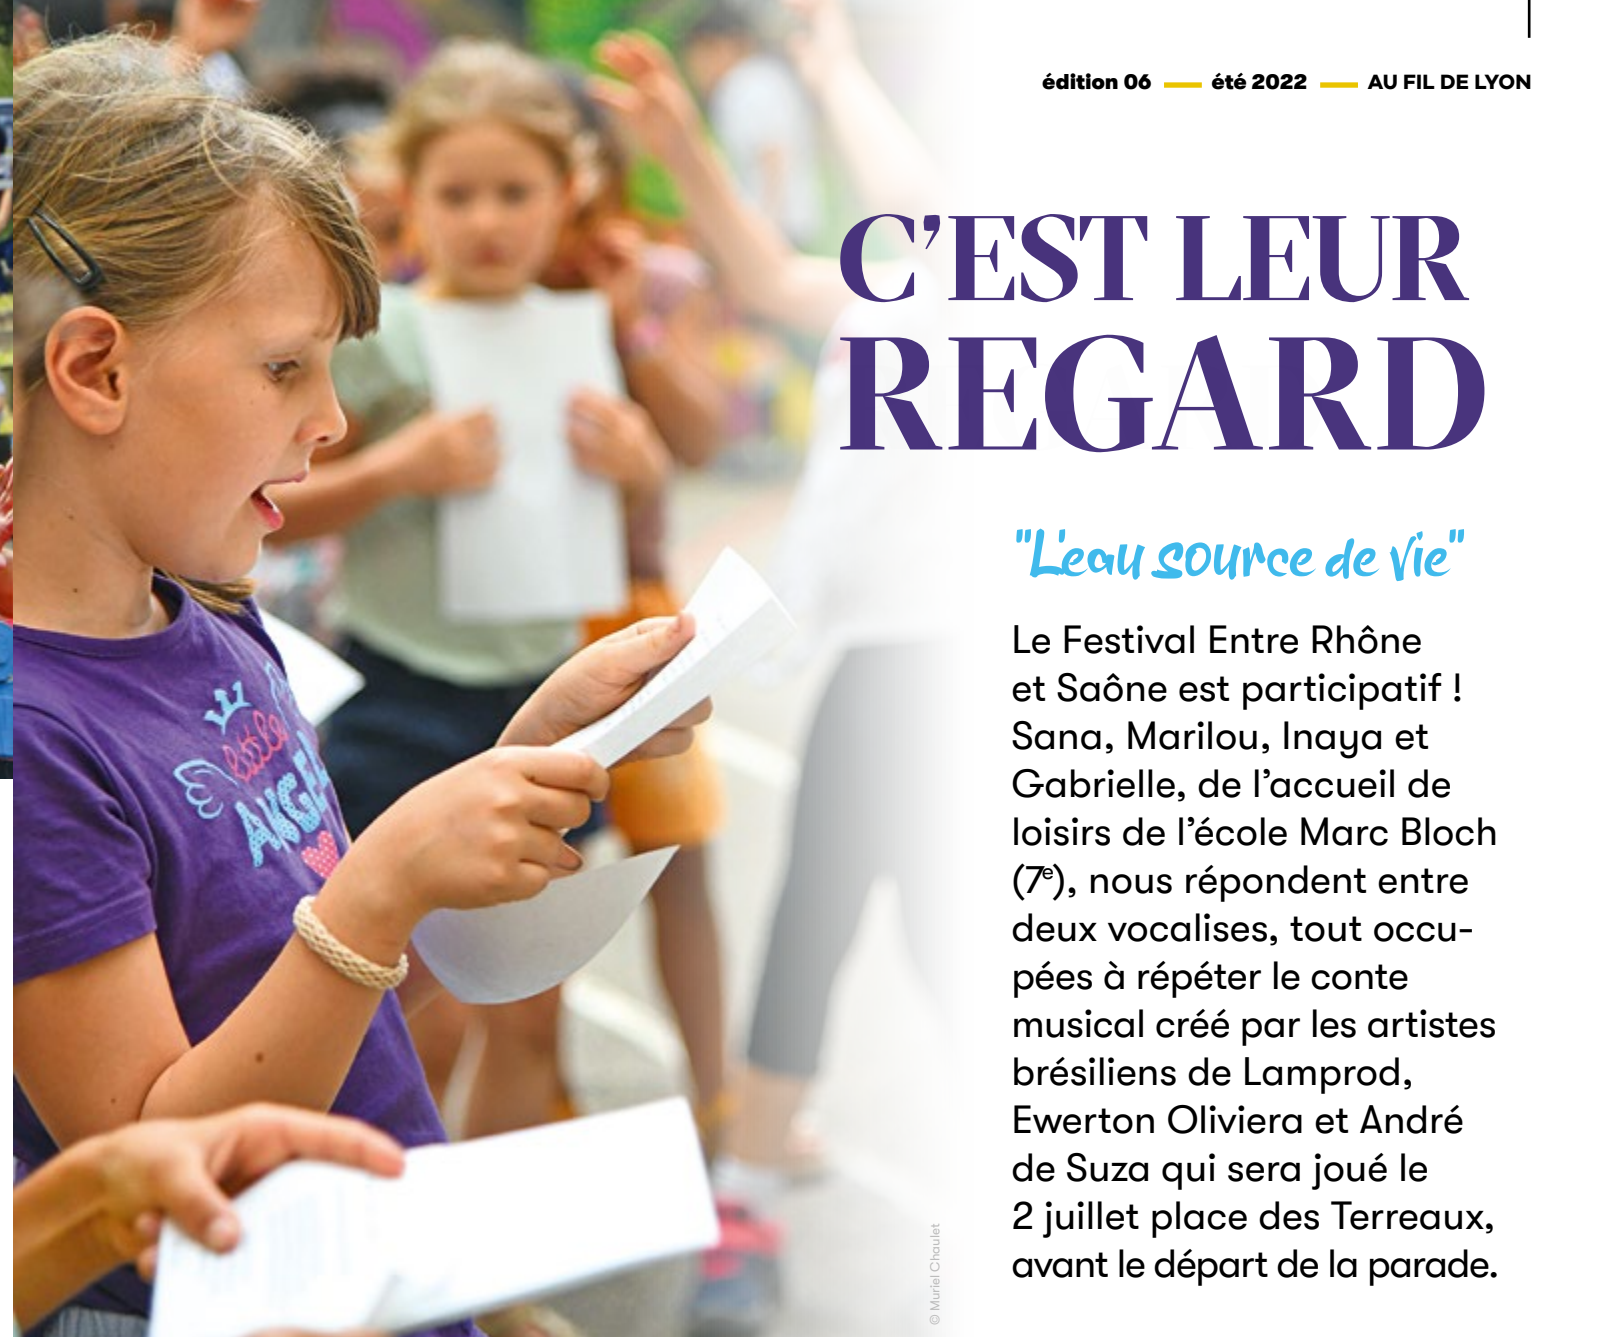 édition 06 — été 2022 — AU FIL DE LYON
C'EST LEUR
REGARD
"L'eau source de vie"
Le Festival Entre Rhône
et Saône est participatif !
Sana, Marilou, Inaya et
Gabrielle, de l'accueil de
loisirs de l'école Marc Bloch
(7e), nous répondent entre
deux vocalises, tout occu-
pées à répéter le conte
musical créé par les artistes
brésiliens de Lamprod,
Ewerton Oliviera et André
de Suza qui sera joué le
2 juillet place des Terreaux,
avant le départ de la parade.
little
ANGEL
© Muriel Chaulet